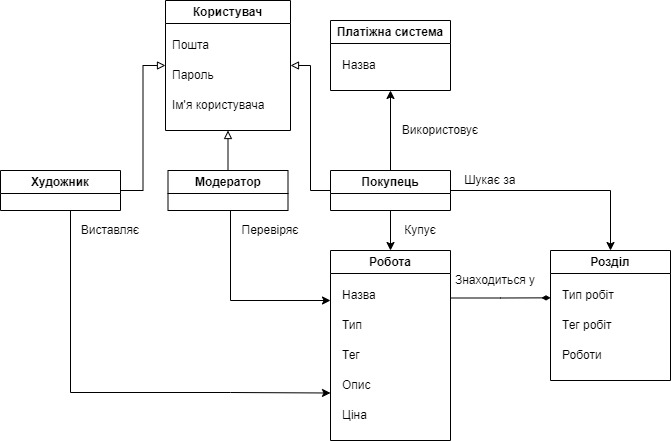 Користувач
Пошта
Пароль
Ім'я користувача
Платіжна система
Назва
Використовує
Художник
Модератор
Покупець
Шукає за
Виставляє
Перевіряє
Купує
Робота
Назва
Тип
Тег
Опис
Ціна
Знаходиться у
Розділ
Тип робіт
Тег робіт
Роботи